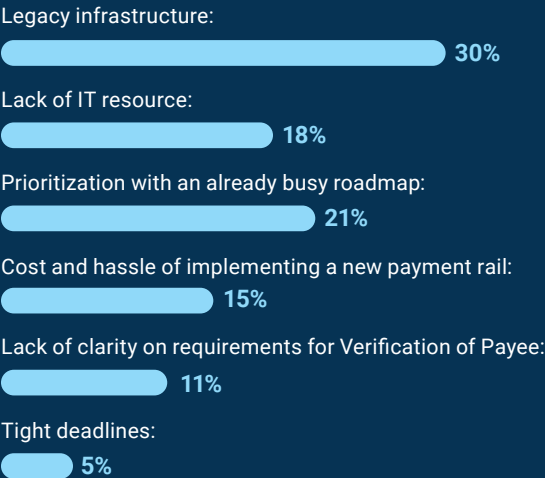 Legacy infrastructure:
30%
Lack of IT resource:
18%
Prioritization with an already busy roadmap:
21%
Cost and hassle of implementing a new payment rail:
15%
Lack of clarity on requirements for Verification of Payee:
11%
Tight deadlines:
5%